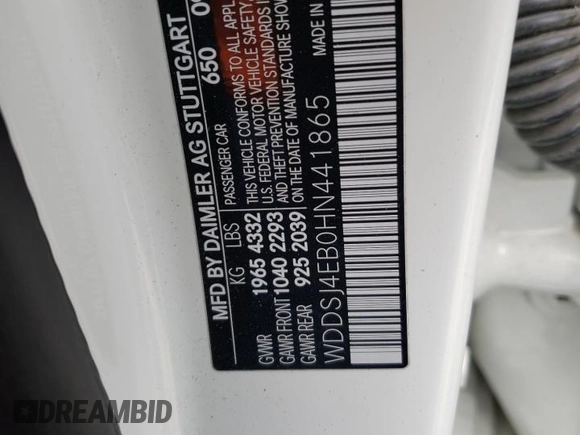 MFD BY DAIMLER AG STUTTGART
650
KG LBS PASSENGER CAR
GVWR 1965 4332 THIS VEHICLE CONFORMS TO ALL APPL
GAWR FRONT 1040 2293 U.S. FEDERAL MOTOR VEHICLE SAFETY,
GAWR REAR 925 2039 THEFT PREVENTION STANDARDS I
ON THE DATE OF MANUFACTURE SHOW
WDDSJ4EB0HN441865 MADE IN
DREAMBID